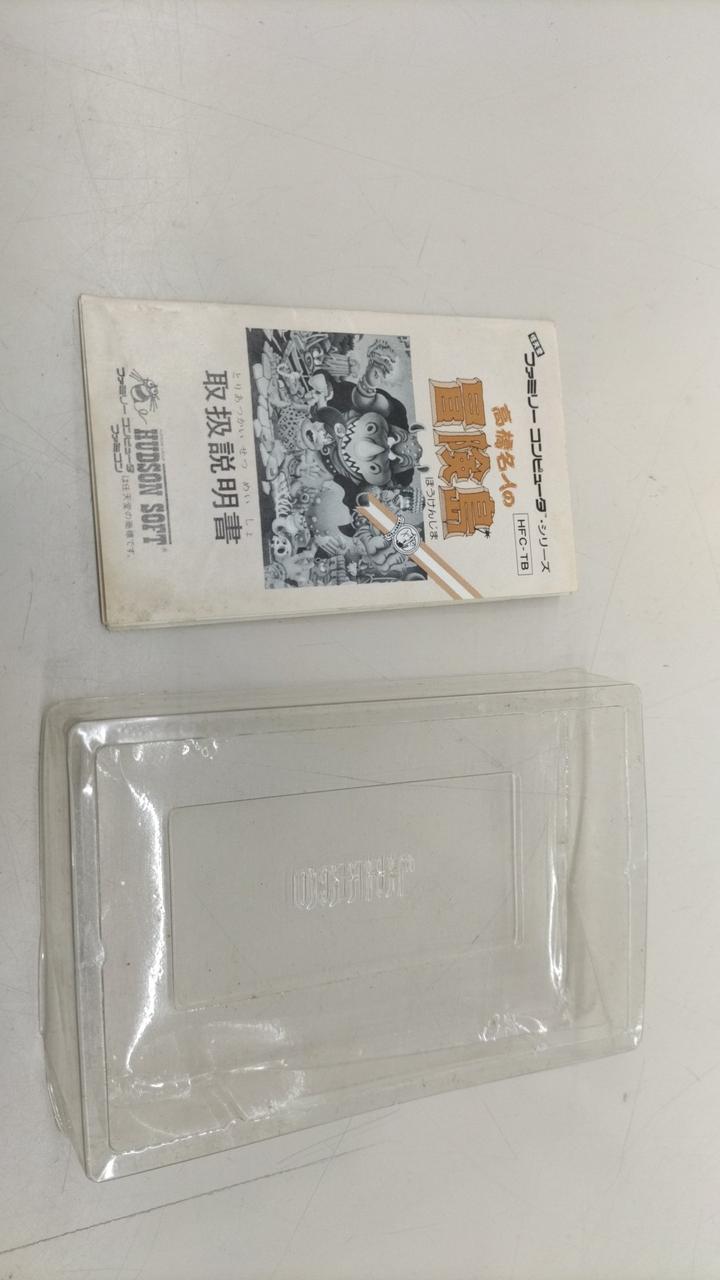 任天堂
ファミリー コンピュータ・シリーズ
HFC-TB
高橋名人の
冒険島
ぼうけんじま
とりあつかい せつ めい しょ
取扱説明書
HUDSON SOFT®
ファミリー コンピュータ
ファミコン は任天堂の商標です。